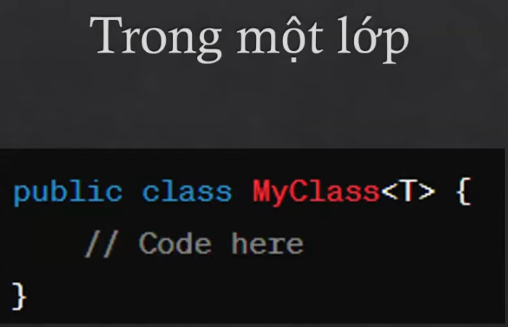 Trong một lớp
public class MyClass<T> {
// Code here
}